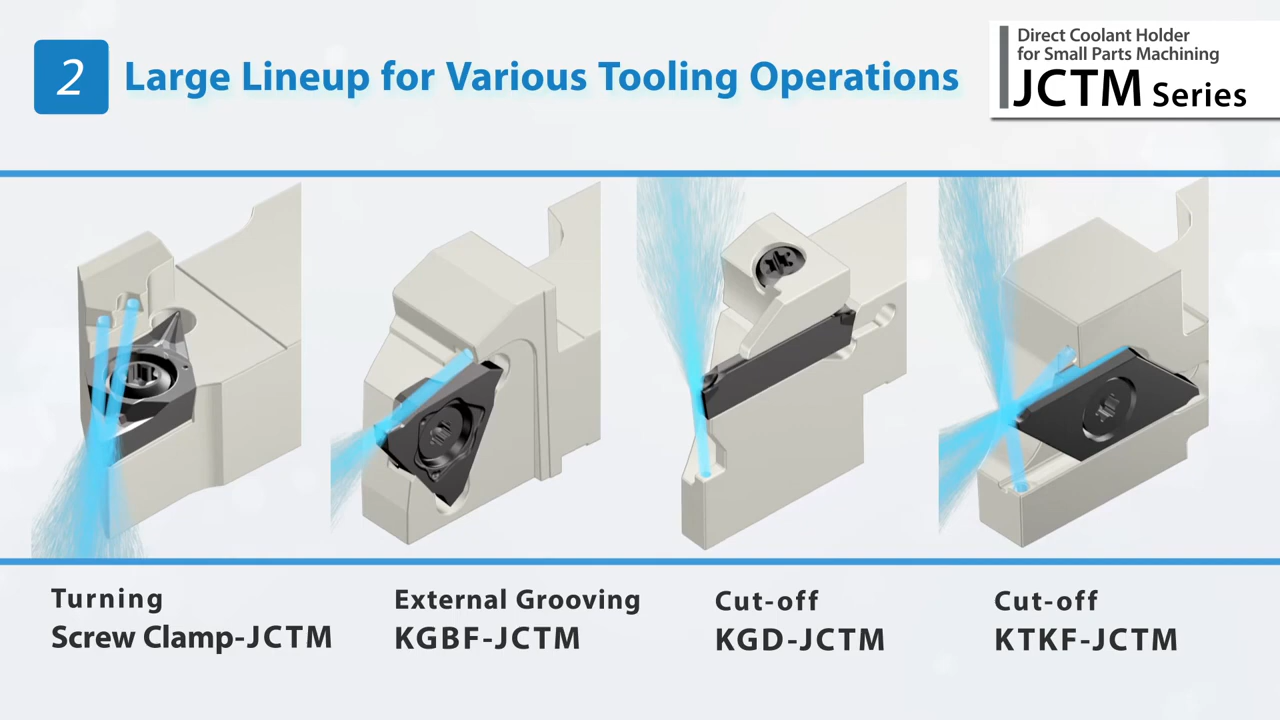 2
Large Lineup for Various Tooling Operations
Direct Coolant Holder
for Small Parts Machining
JCTM Series
Turning
Screw Clamp-JCTM
External Grooving
KGBF-JCTM
Cut-off
KGD-JCTM
Cut-off
KTKF-JCTM